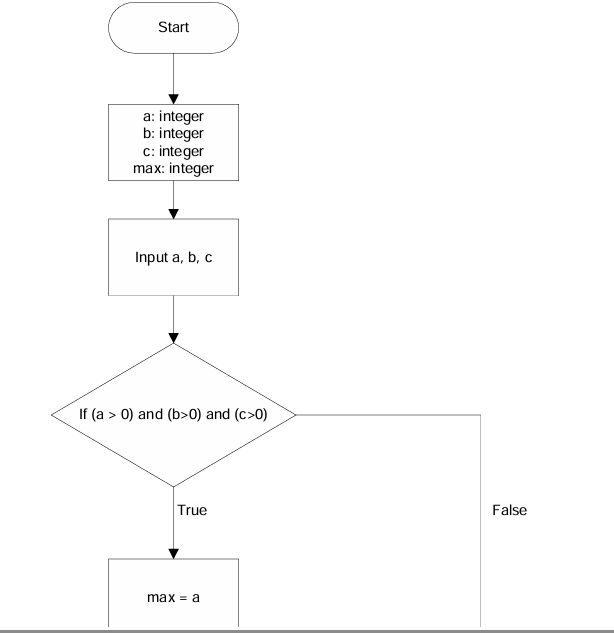 Start
a: integer
b: integer
c: integer
max: integer
Input a, b, c
If (a > 0) and (b>0) and (c>0)
True
False
max = a